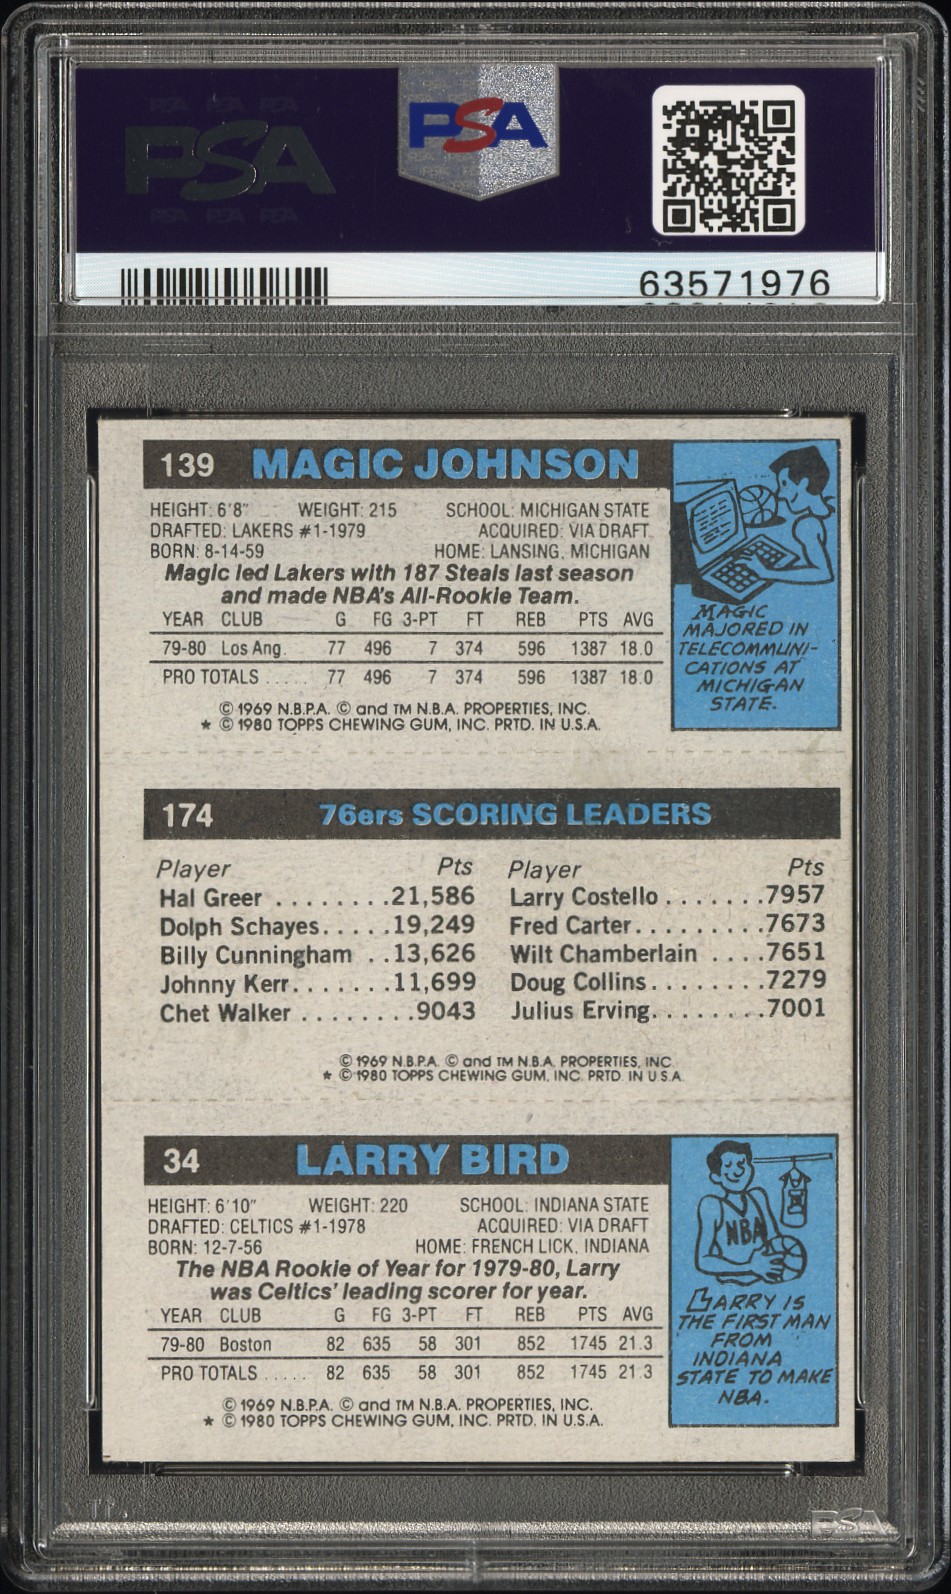 PSA
PSA
63571976
139 MAGIC JOHNSON
HEIGHT: 6'8" WEIGHT: 215 SCHOOL: MICHIGAN STATE
DRAFTED: LAKERS #1-1979 ACQUIRED: VIA DRAFT
BORN: 8-14-59 HOME: LANSING, MICHIGAN
Magic led Lakers with 187 Steals last season
and made NBA's All-Rookie Team.
YEAR CLUB G FG 3-PT FT REB PTS AVG
79-80 Los Ang. 77 496 7 374 596 1387 18.0
PRO TOTALS ..... 77 496 7 374 596 1387 18.0
© 1969 N.B.P.A. © and TM N.B.A. PROPERTIES, INC.
* © 1980 TOPPS CHEWING GUM, INC. PRTD. IN U.S.A.
MAGIC
MAJORED IN
TELECOMMUNI-
CATIONS AT
MICHIGAN
STATE.
174 76ers SCORING LEADERS
Player Pts Player Pts
Hal Greer ........21,586 Larry Costello.......7957
Dolph Schayes.....19,249 Fred Carter.........7673
Billy Cunningham ..13,626 Wilt Chamberlain ....7651
Johnny Kerr.......11,699 Doug Collins........7279
Chet Walker ........9043 Julius Erving.......7001
© 1969 N.B.P.A. © and TM N.B.A. PROPERTIES, INC.
* © 1980 TOPPS CHEWING GUM, INC. PRTD. IN U.S.A.
34 LARRY BIRD
HEIGHT: 6'10" WEIGHT: 220 SCHOOL: INDIANA STATE
DRAFTED: CELTICS #1-1978 ACQUIRED: VIA DRAFT
BORN: 12-7-56 HOME: FRENCH LICK, INDIANA
The NBA Rookie of Year for 1979-80, Larry
was Celtics' leading scorer for year.
YEAR CLUB G FG 3-PT FT REB PTS AVG
79-80 Boston 82 635 58 301 852 1745 21.3
PRO TOTALS ..... 82 635 58 301 852 1745 21.3
© 1969 N.B.P.A. © and TM N.B.A. PROPERTIES, INC.
* © 1980 TOPPS CHEWING GUM, INC. PRTD. IN U.S.A.
NBA
LARRY IS
THE FIRST MAN
FROM
INDIANA
STATE TO MAKE
NBA.
PSA